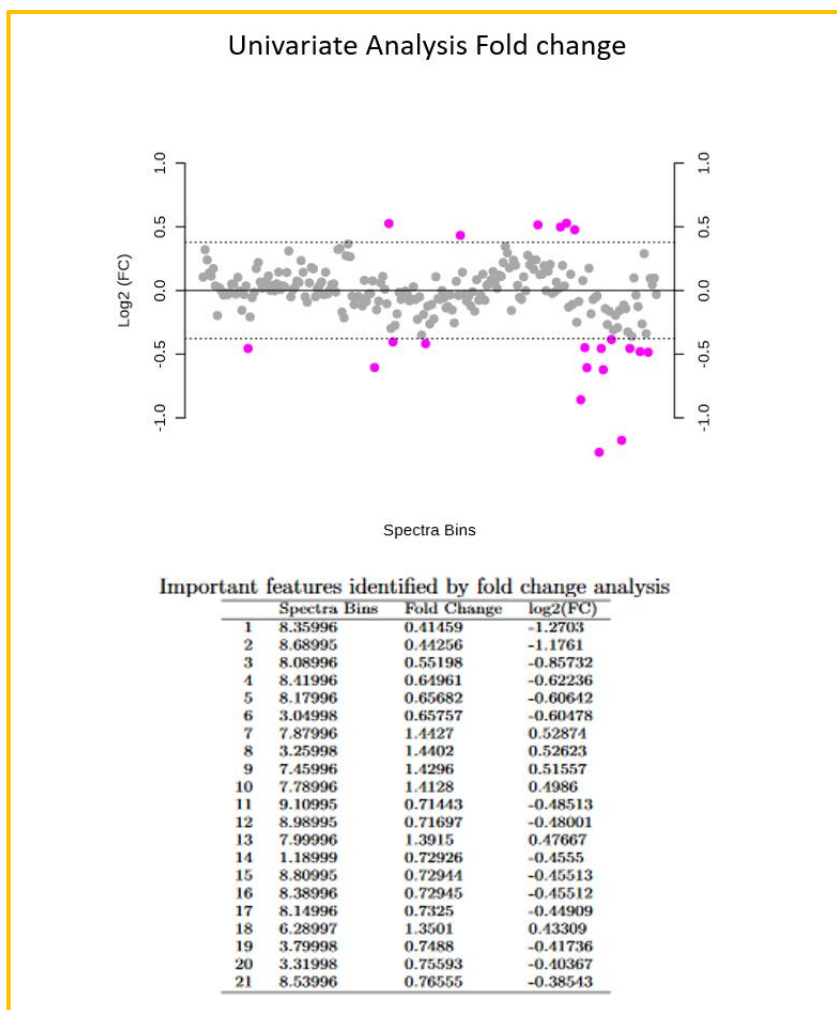 Univariate Analysis Fold change
1.0 1.0
0.5 0.5
0.0 0.0
-0.5 -0.5
-1.0 -1.0
Log2 (FC)
Spectra Bins
Important features identified by fold change analysis
Spectra Bins Fold Change log2(FC)
1 8.35996 0.41459 -1.2703
2 8.68995 0.44256 -1.1761
3 8.08996 0.55198 -0.85732
4 8.41996 0.64961 -0.62236
5 8.17996 0.65682 -0.60642
6 3.04998 0.65757 -0.60478
7 7.87996 1.4427 0.52874
8 3.25998 1.4402 0.52623
9 7.45996 1.4296 0.51557
10 7.78996 1.4128 0.4986
11 9.10995 0.71443 -0.48513
12 8.98995 0.71697 -0.48001
13 7.99996 1.3915 0.47667
14 1.18999 0.72926 -0.4555
15 8.80995 0.72944 -0.45513
16 8.38996 0.72945 -0.45512
17 8.14996 0.7325 -0.44909
18 6.28997 1.3501 0.43309
19 3.79998 0.7488 -0.41736
20 3.31998 0.75593 -0.40367
21 8.53996 0.76555 -0.38543